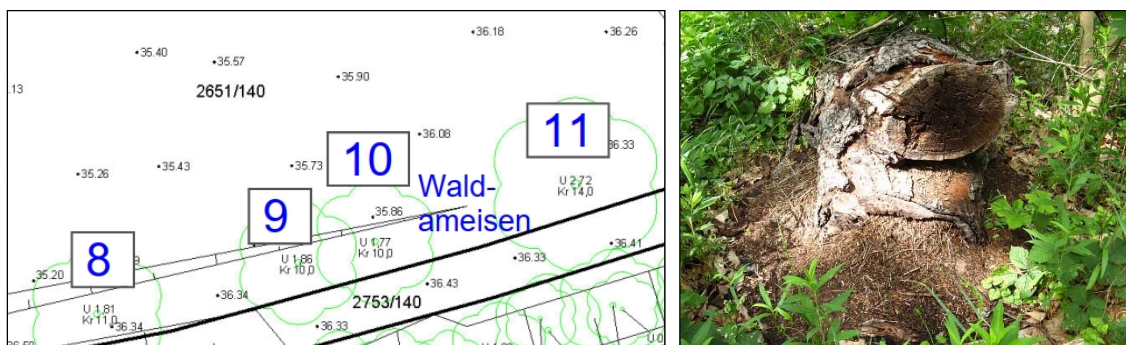 36.18
36.26
35.40
35.57
35.90
.13
2651/140
11
36.08
10
36.33
35.43
35.73
35.26
U 2,72
Kr 14,0
Wald-
ameisen
9
35.86
8
U 1,77
Kr 10,0
36.41
U 1,86
Kr 10,0
36.33
35.20
36.43
36.34
2753/140
U 1,81
Kr 11,0
36.34
36.33